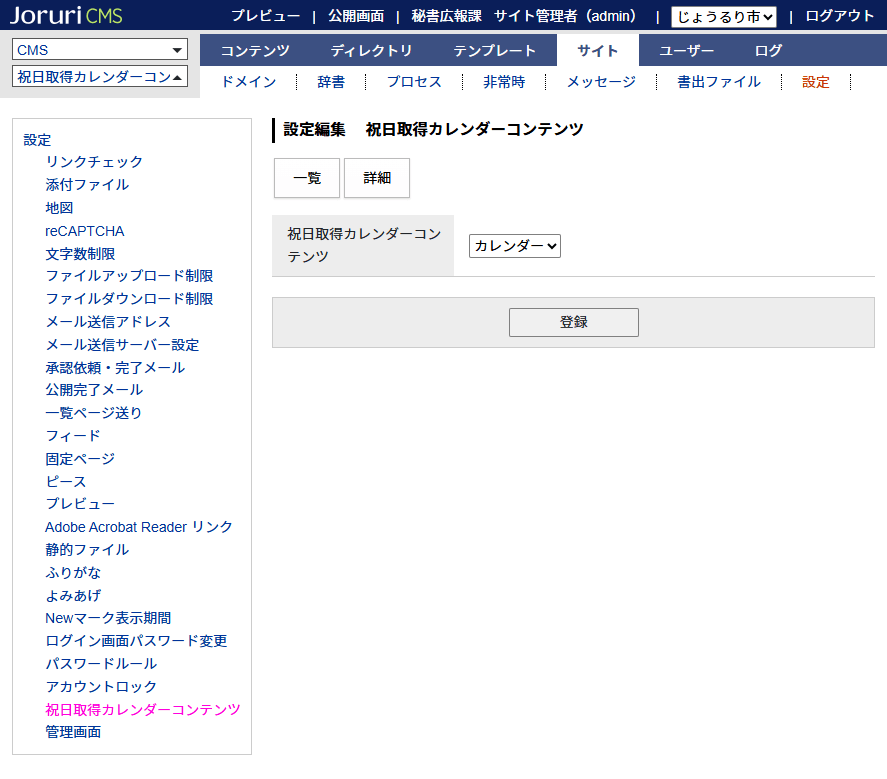 Joruri CMS プレビュー | 公開画面 | 秘書広報課 サイト管理者（admin） | じょうるり市 | ログアウト
CMS
祝日取得カレンダーコン
コンテンツ ディレクトリ テンプレート サイト ユーザー ログ
ドメイン 辞書 プロセス 非常時 メッセージ 書出ファイル 設定
設定
リンクチェック
添付ファイル
地図
reCAPTCHA
文字数制限
ファイルアップロード制限
ファイルダウンロード制限
メール送信アドレス
メール送信サーバー設定
承認依頼・完了メール
公開完了メール
一覧ページ送り
フィード
固定ページ
ピース
プレビュー
Adobe Acrobat Reader リンク
静的ファイル
ふりがな
よみあげ
Newマーク表示期間
ログイン画面パスワード変更
パスワードルール
アカウントロック
祝日取得カレンダーコンテンツ
管理画面
設定編集 祝日取得カレンダーコンテンツ
一覧 詳細
祝日取得カレンダーコン
テンツ
カレンダー
登録